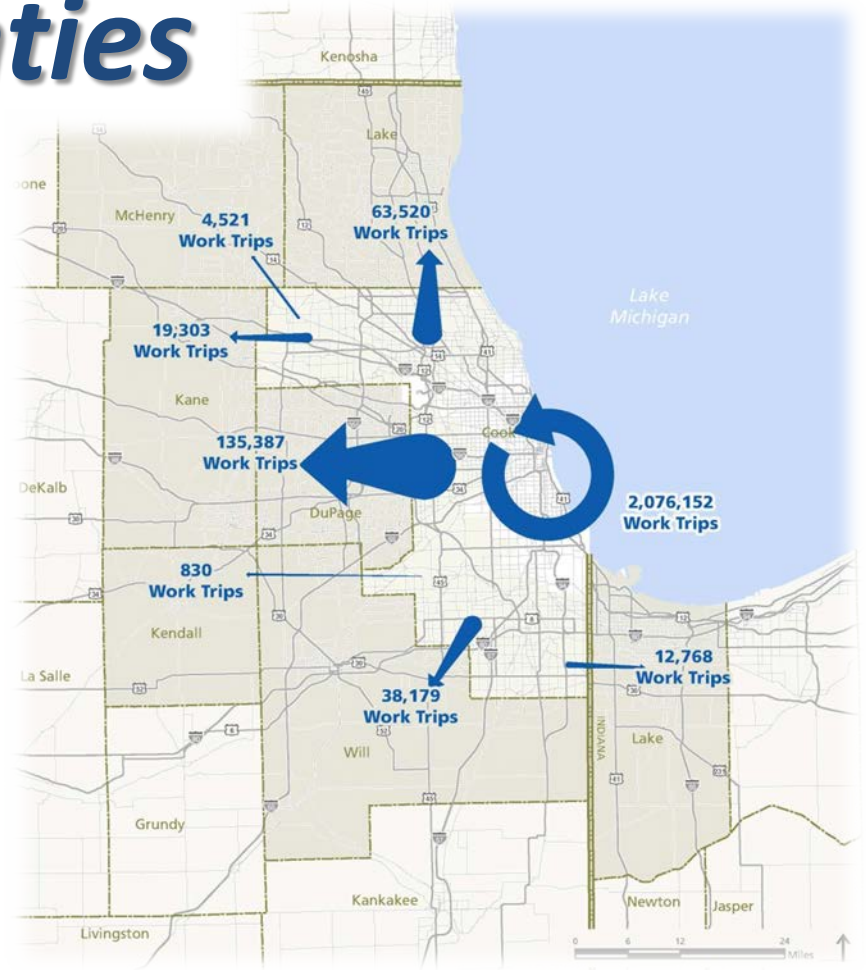 ties
Kenosha
Lake
McHenry
4,521
Work Trips
63,520
Work Trips
Lake
Michigan
19,303
Work Trips
Kane
Cook
135,387
Work Trips
DeKalb
DuPage
2,076,152
Work Trips
830
Work Trips
Kendall
La Salle
12,768
Work Trips
38,179
Work Trips
INDIANA
Lake
Will
Grundy
Kankakee
Newton
Jasper
Livingston
0 6 12 24
Miles